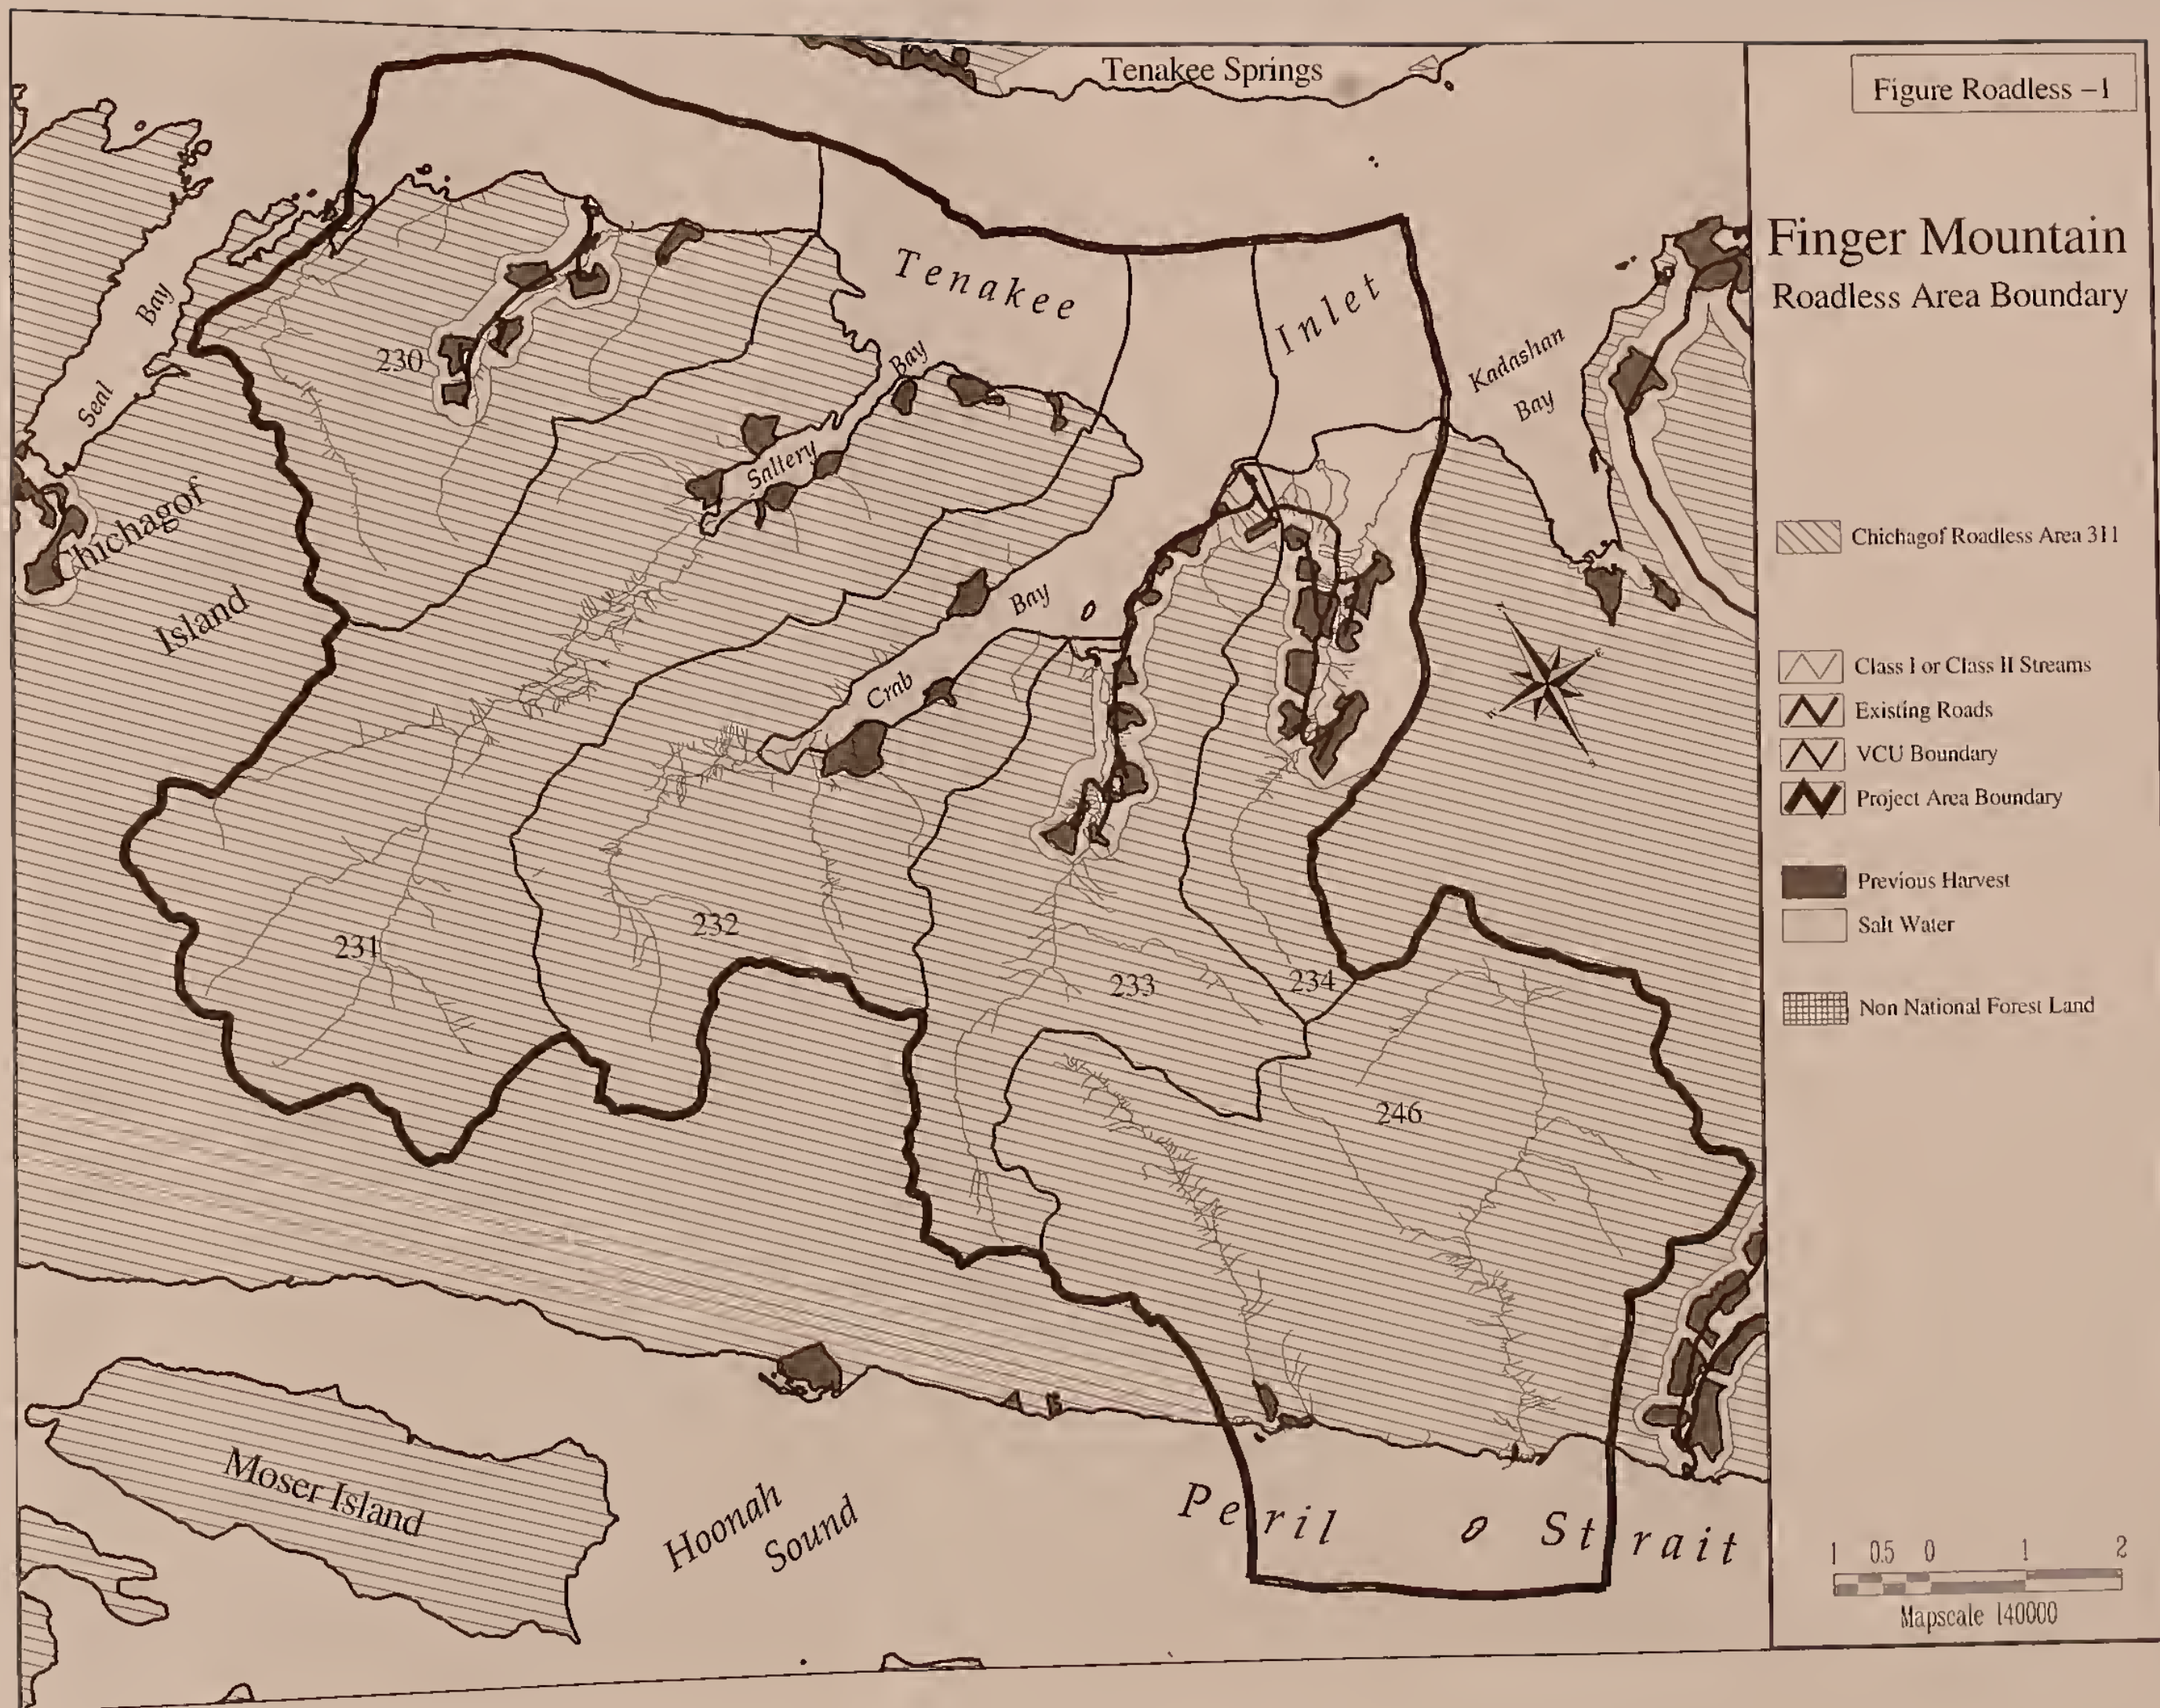 Tenakee Springs
Figure Roadless –1
Finger Mountain
Roadless Area Boundary
Tenakee
Inlet
Seal
Bay
230
Bay
Saltery
Kadashan
Bay
Chichagof
Island
Chichagof Roadless Area 311
Bay
Crab
Class I or Class II Streams
Existing Roads
VCU Boundary
Project Area Boundary
Previous Harvest
Salt Water
Non National Forest Land
231
232
233
234
246
Moser Island
Hoonah
Sound
Peril Strait
1 0.5 0 1 2
Mapscale 140000